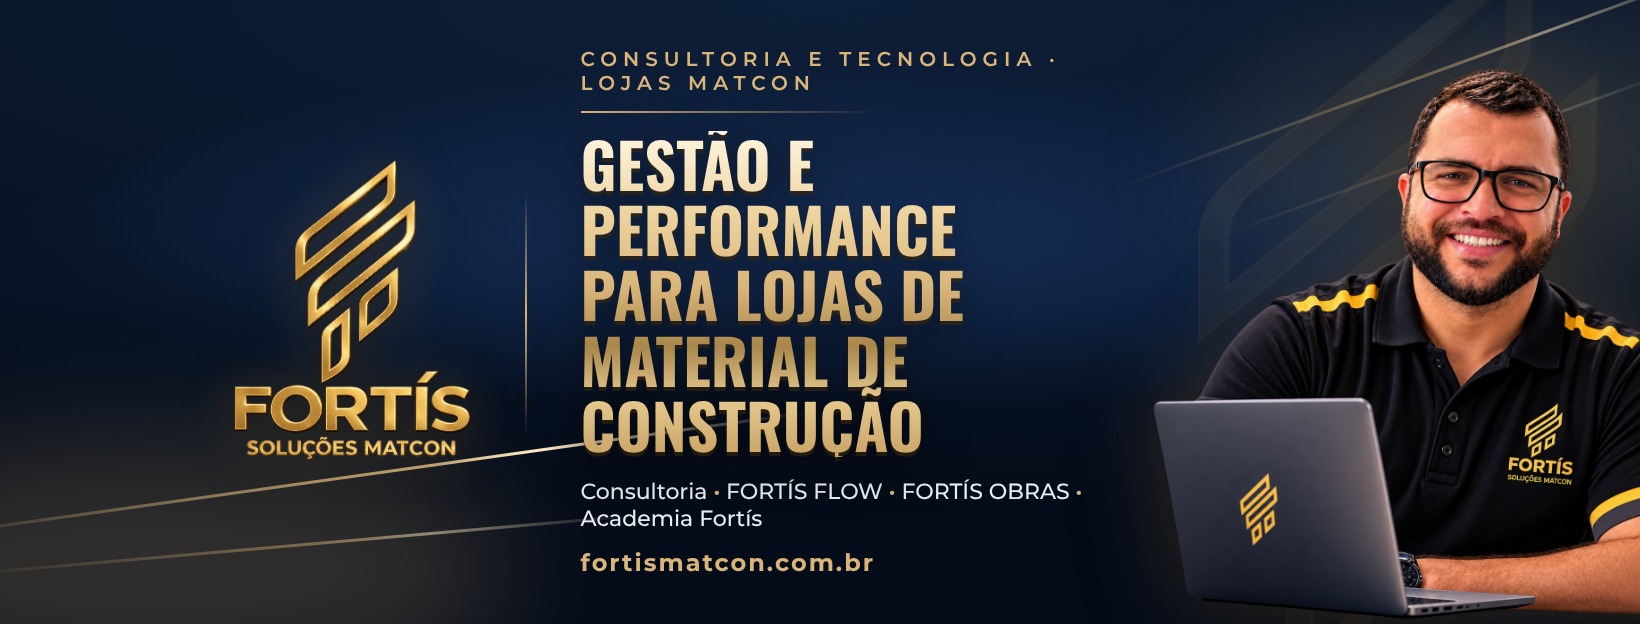 CONSULTORIA E TECNOLOGIA ·
LOJAS MATCON
GESTÃO E
PERFORMANCE
PARA LOJAS DE
MATERIAL DE
CONSTRUÇÃO
Consultoria · FORTÍS FLOW · FORTÍS OBRAS ·
Academia Fortís
fortismatcon.com.br
FORTÍS
SOLUÇÕES MATCON
FORTÍS
SOLUÇÕES MATCON